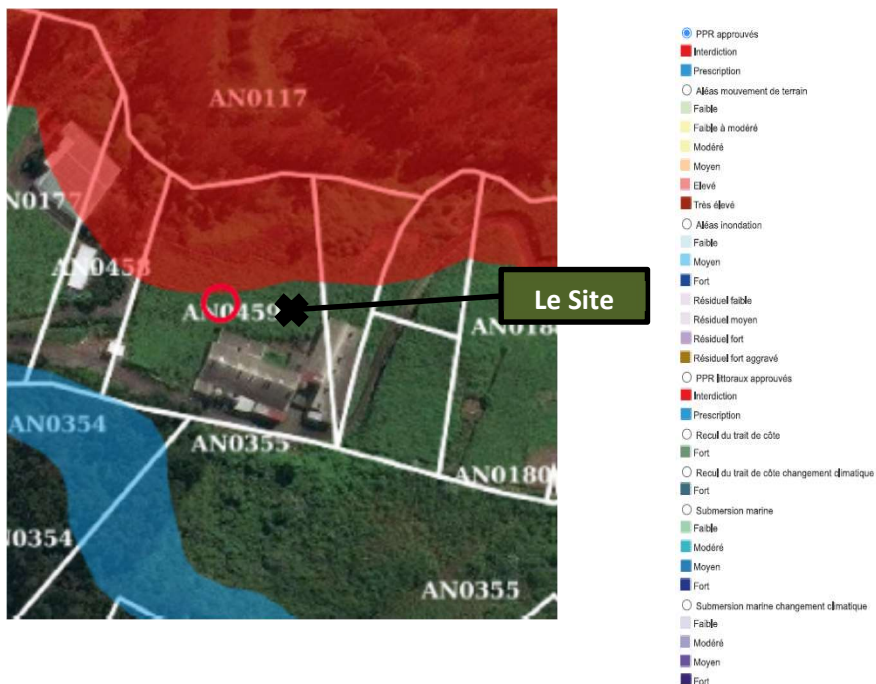 AN0117
N0177
AN0458
AN0459
Le Site
AN018
AN0354
AN0355
AN0180
I0354
AN0355
PPR approuvés
Interdiction
Prescription
Aléas mouvement de terrain
Faible
Faible à modéré
Modéré
Moyen
Elevé
Très élevé
Aléas inondation
Faible
Moyen
Fort
Résiduel faible
Résiduel moyen
Résiduel fort
Résiduel fort aggravé
PPR littoraux approuvés
Interdiction
Prescription
Recul du trait de côte
Fort
Recul du trait de côte changement climatique
Fort
Submersion marine
Faible
Modéré
Moyen
Fort
Submersion marine changement climatique
Faible
Modéré
Moyen
Fort